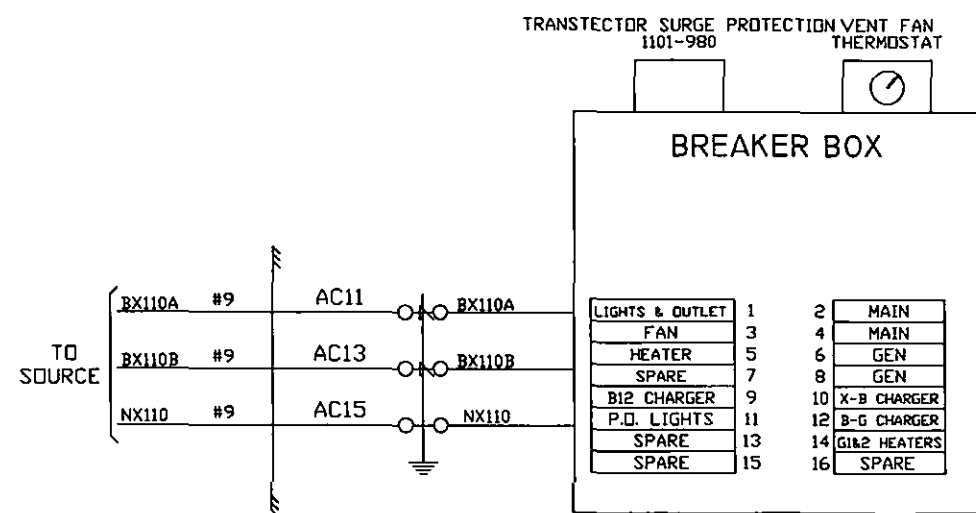 TRANSTECTOR SURGE PROTECTION
1101-980
VENT FAN
THERMOSTAT
BREAKER BOX
TO
SOURCE
BX110A #9 AC11 BX110A
BX110B #9 AC13 BX110B
NX110 #9 AC15 NX110
LIGHTS & OUTLET 1 2 MAIN
FAN 3 4 MAIN
HEATER 5 6 GEN
SPARE 7 8 GEN
B12 CHARGER 9 10 X-B CHARGER
P.O. LIGHTS 11 12 B-G CHARGER
SPARE 13 14 G1&2 HEATERS
SPARE 15 16 SPARE